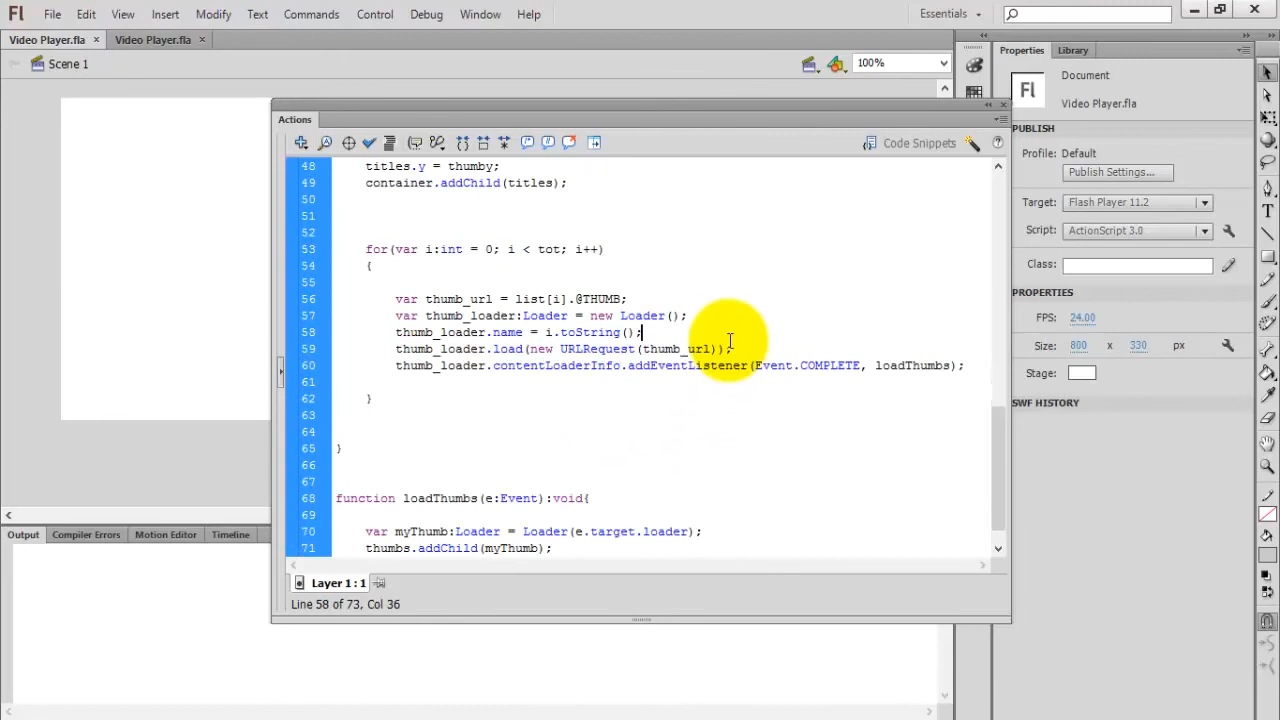 Fl File Edit View Insert Modify Text Commands Control Debug Window Help Essentials
Video Player.fla × Video Player.fla ×
Scene 1 100%
Properties Library
Fl Document
Video Player.fla
PUBLISH
Profile: Default
Publish Settings...
Target: Flash Player 11.2
Script: ActionScript 3.0
Class:
PROPERTIES
FPS: 24.00
Size: 800 x 330 px
Stage:
SWF HISTORY
Actions
Code Snippets
48 titles.y = thumby;
49 container.addChild(titles);
50
51
52
53 for(var i:int = 0; i < tot; i++)
54 {
55
56 var thumb_url = list[i].@THUMB;
57 var thumb_loader:Loader = new Loader();
58 thumb_loader.name = i.toString();
59 thumb_loader.load(new URLRequest(thumb_url));
60 thumb_loader.contentLoaderInfo.addEventListener(Event.COMPLETE, loadThumbs);
61
62 }
63
64
65 }
66
67
68 function loadThumbs(e:Event):void{
69
70 var myThumb:Loader = Loader(e.target.loader);
71 thumbs.addChild(myThumb);
Layer 1 : 1
Line 58 of 73, Col 36
Output Compiler Errors Motion Editor Timeline